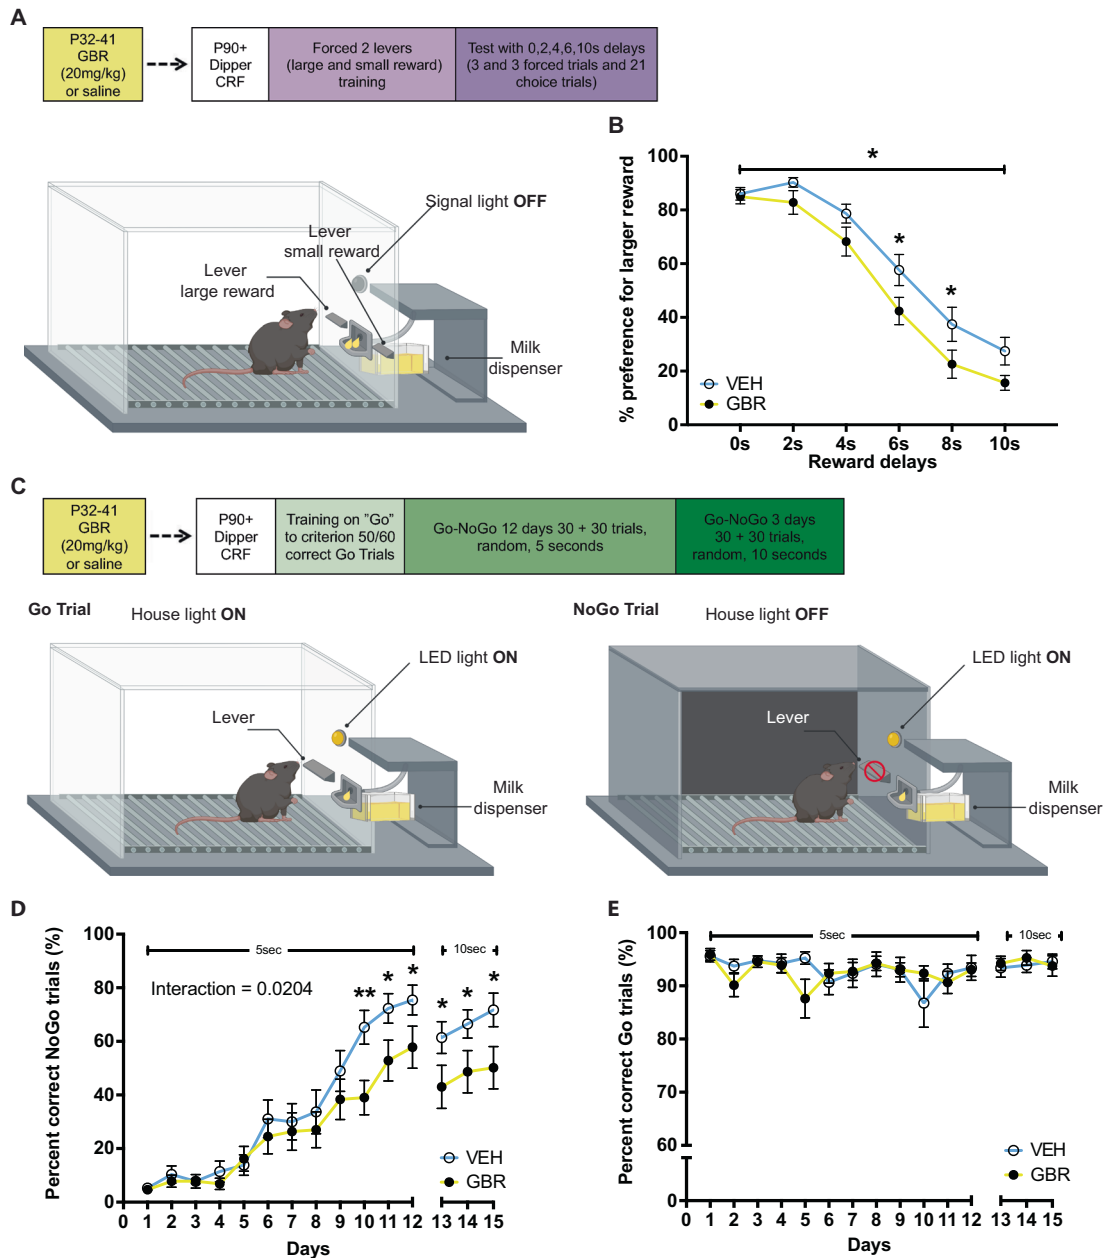 A
P32-41
GBR
(20mg/kg)
or saline
P90+
Dipper
CRF
Forced 2 levers
(large and small reward)
training
Test with 0,2,4,6,10s delays
(3 and 3 forced trials and 21
choice trials)
Signal light OFF
Lever
small reward
Lever
large reward
Milk
dispenser
B
% preference for larger reward
100
80
60
40
20
0
*
*
*
VEH
GBR
0s 2s 4s 6s 8s 10s
Reward delays
C
P32-41
GBR
(20mg/kg)
or saline
P90+
Dipper
CRF
Training on ”Go”
to criterion 50/60
correct Go Trials
Go-NoGo 12 days 30 + 30 trials,
random, 5 seconds
Go-NoGo 3 days
30 + 30 trials,
random, 10 seconds
Go Trial
House light ON
LED light ON
Lever
Milk
dispenser
NoGo Trial
House light OFF
LED light ON
Lever
Milk
dispenser
D
Percent correct NoGo trials (%)
100
80
60
40
20
0
5sec
10sec
Interaction = 0.0204
** * * * * *
VEH
GBR
0 1 2 3 4 5 6 7 8 9 10 11 12 13 14 15
Days
E
Percent correct Go trials (%)
100
90
80
70
60
0
5sec
10sec
VEH
GBR
0 1 2 3 4 5 6 7 8 9 10 11 12 13 14 15
Days